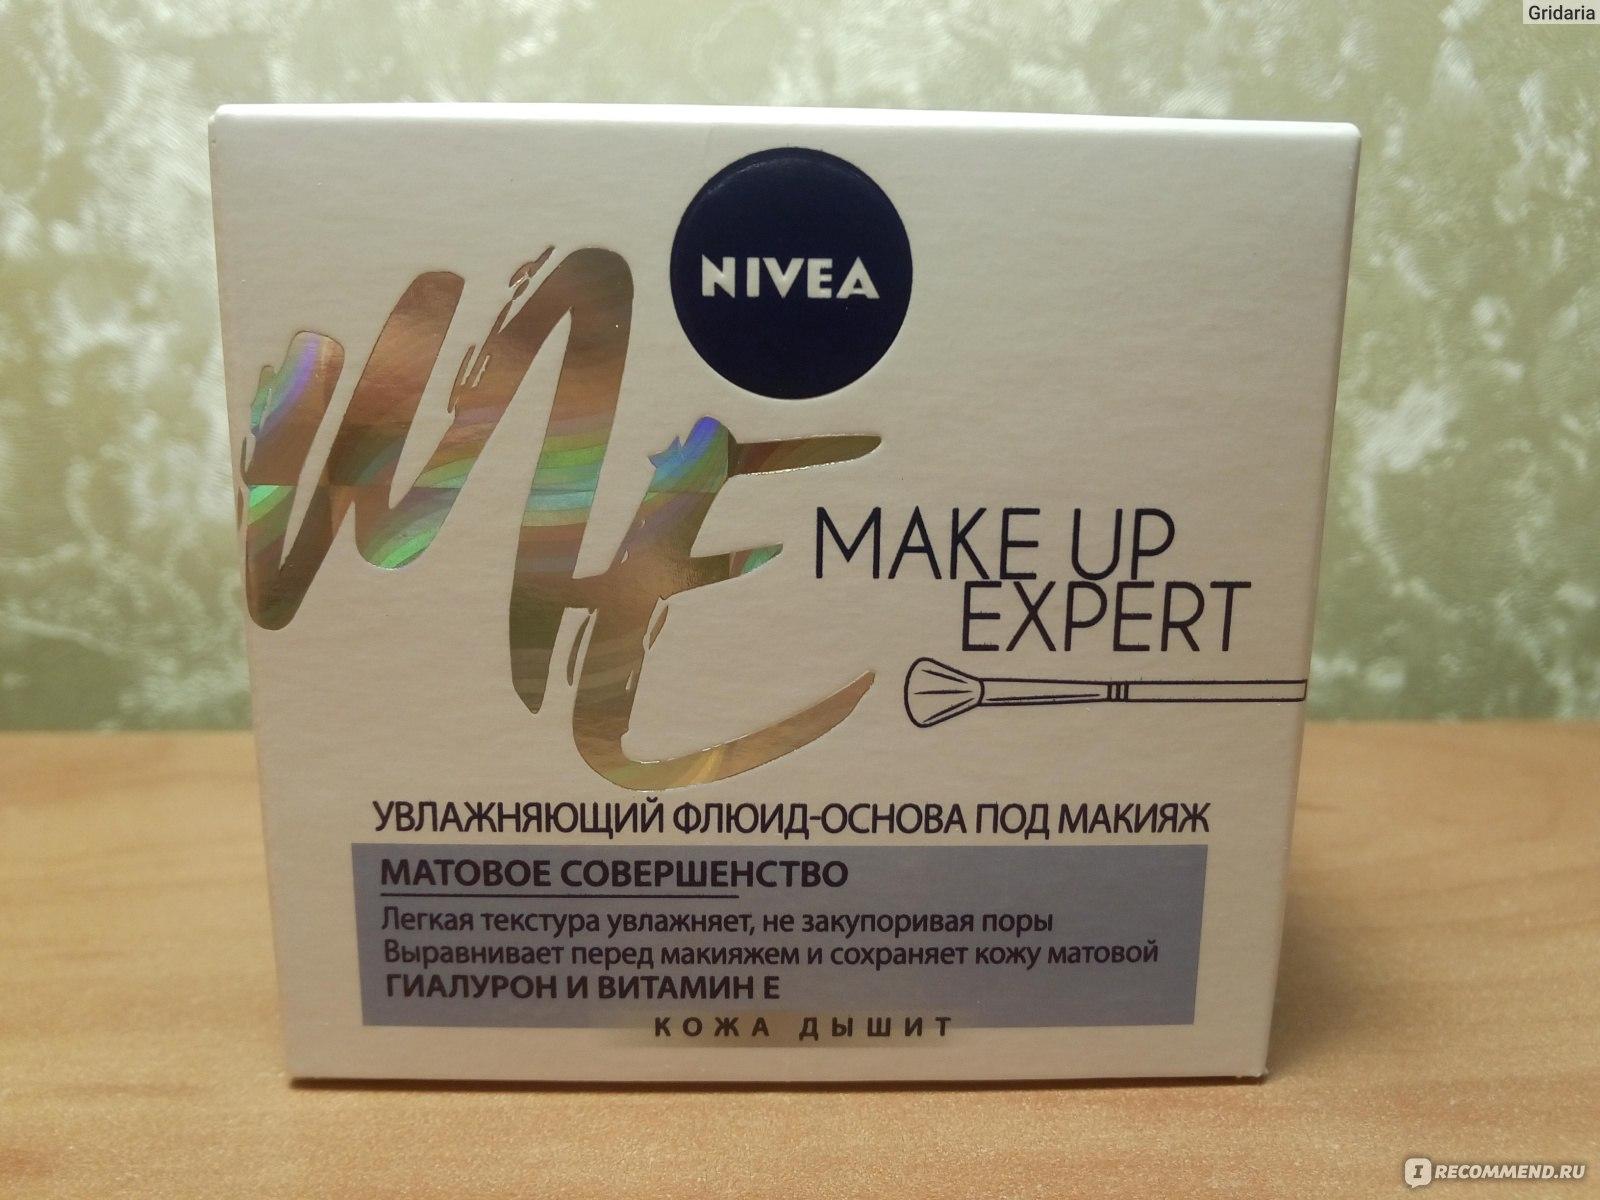 Gridaria
NIVEA
ME
MAKE UP
EXPERT
УВЛАЖНЯЮЩИЙ ФЛЮИД-ОСНОВА ПОД МАКИЯЖ
МАТОВОЕ СОВЕРШЕНСТВО
Легкая текстура увлажняет, не закупоривая поры
Выравнивает перед макияжем и сохраняет кожу матовой
ГИАЛУРОН И ВИТАМИН Е
КОЖА ДЫШИТ
IRECOMMEND.RU